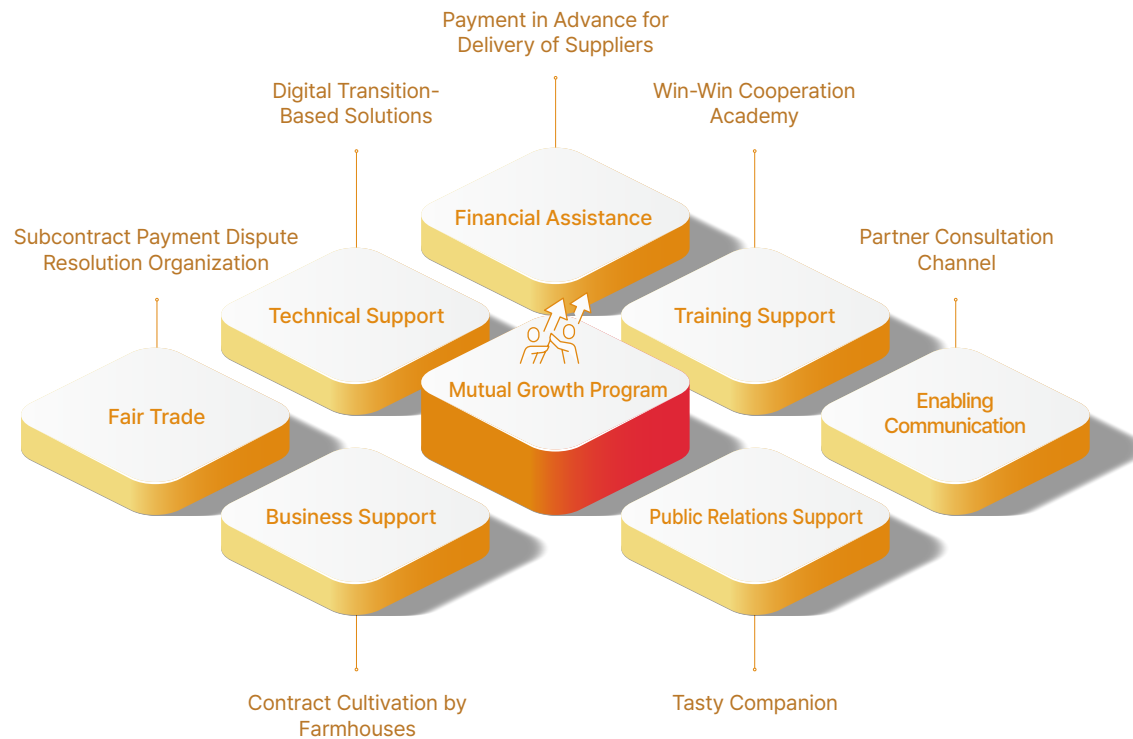 Payment in Advance for
Delivery of Suppliers
Digital Transition-
Based Solutions
Win-Win Cooperation
Academy
Financial Assistance
Subcontract Payment Dispute
Resolution Organization
Partner Consultation
Channel
Technical Support
Training Support
Mutual Growth Program
Fair Trade
Enabling
Communication
Business Support
Public Relations Support
Contract Cultivation by
Farmhouses
Tasty Companion